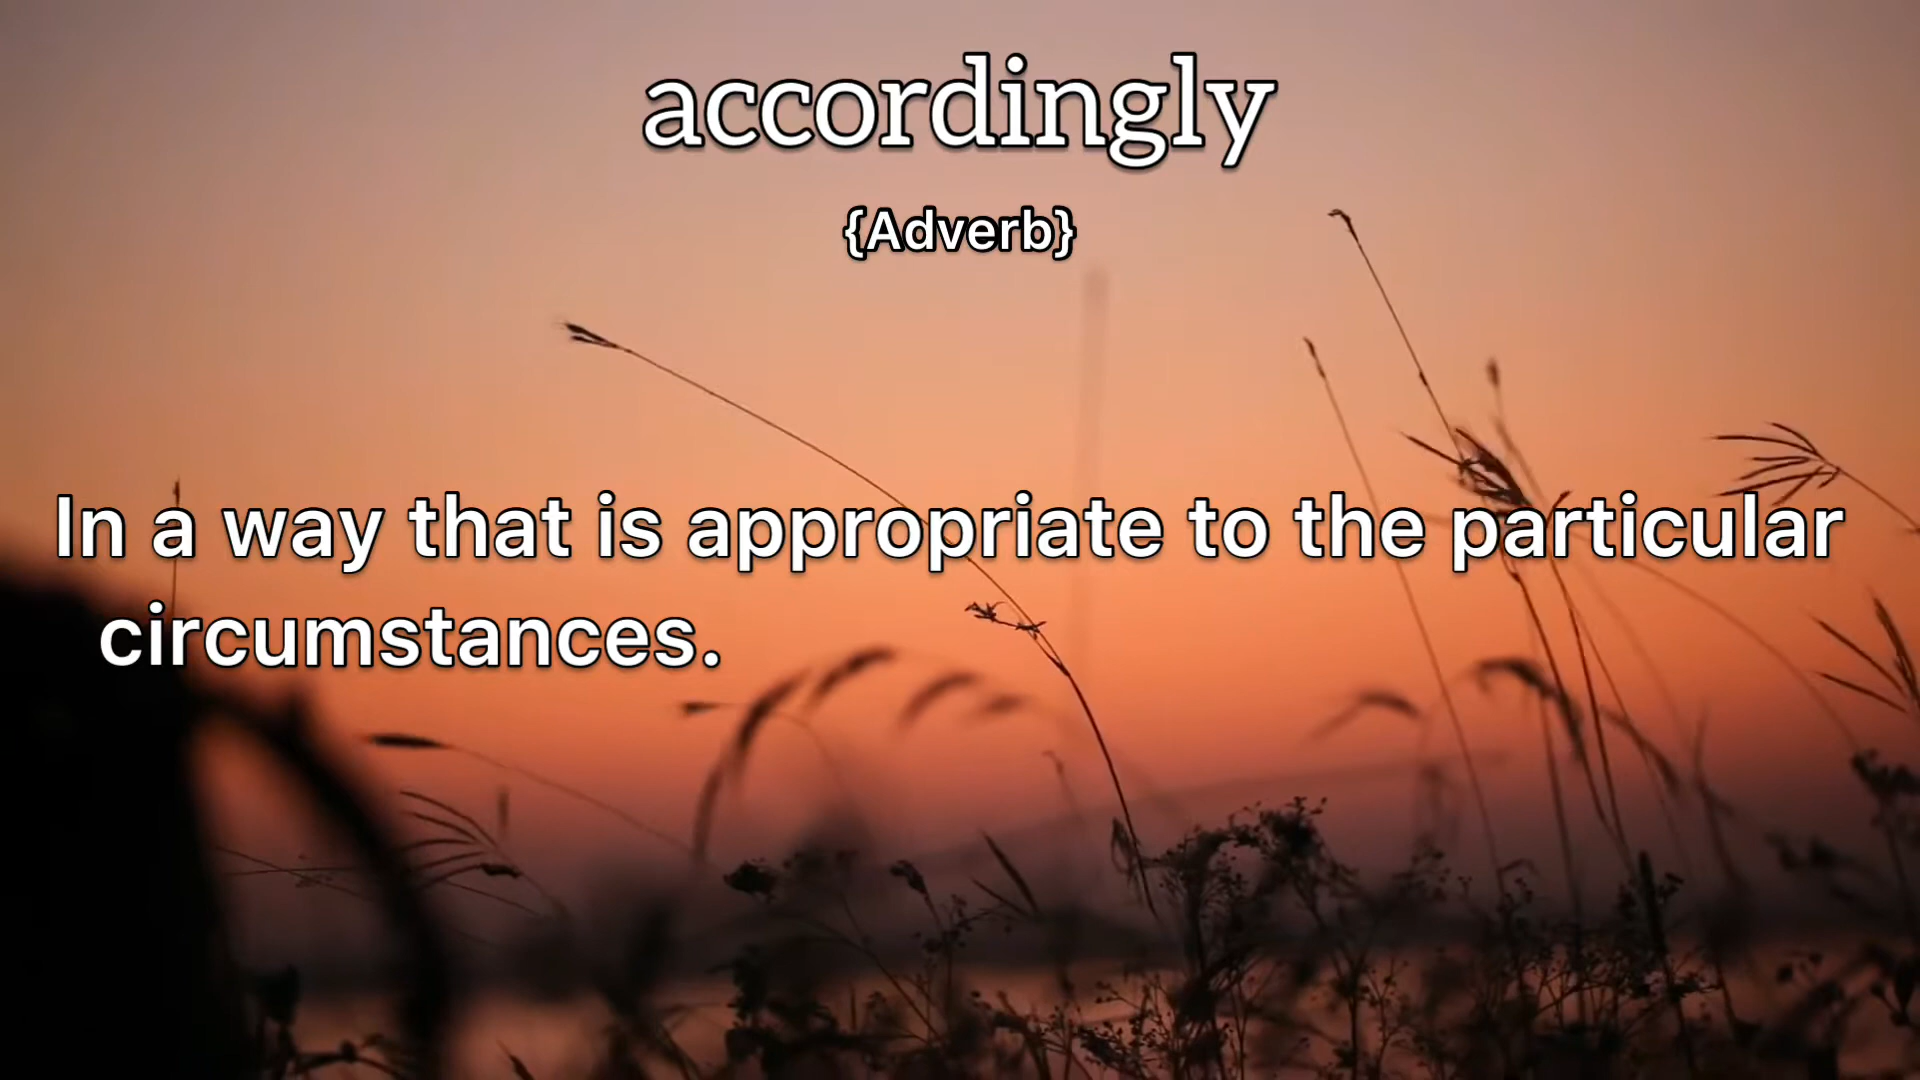 accordingly
{Adverb}
In a way that is appropriate to the particular
circumstances.